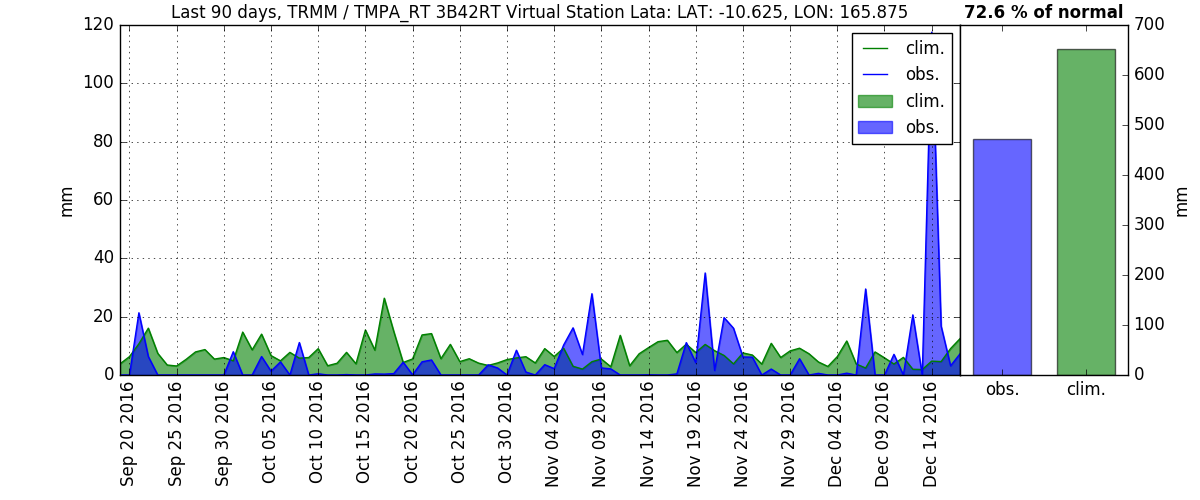 Last 90 days, TRMM / TMPA_RT 3B42RT Virtual Station Lata: LAT: -10.625, LON: 165.875
72.6 % of normal
120
100
80
60
40
20
0
mm
clim.
obs.
clim.
obs.
Sep 20 2016
Sep 25 2016
Sep 30 2016
Oct 05 2016
Oct 10 2016
Oct 15 2016
Oct 20 2016
Oct 25 2016
Oct 30 2016
Nov 04 2016
Nov 09 2016
Nov 14 2016
Nov 19 2016
Nov 24 2016
Nov 29 2016
Dec 04 2016
Dec 09 2016
Dec 14 2016
700
600
500
400
300
200
100
0
mm
obs.
clim.